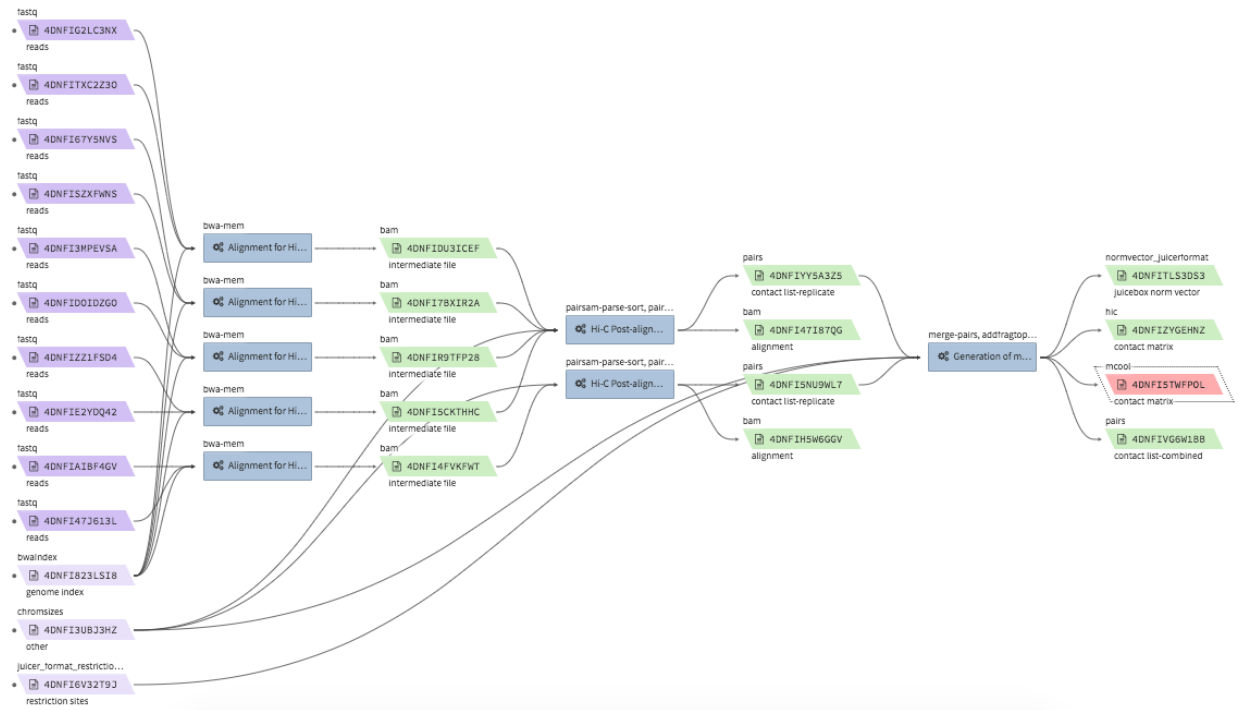 fastq
4DNFIG2LC3NX
reads
fastq
4DNFITXC2Z3O
reads
fastq
4DNFI67Y5NVS
reads
fastq
4DNFISZXFWNS
reads
fastq
4DNFI3MPEVSA
reads
fastq
4DNFIDOIDZGO
reads
fastq
4DNFIZZ1FSD4
reads
fastq
4DNFIE2YDQ42
reads
fastq
4DNFIAIBF4GV
reads
fastq
4DNFI47J613L
reads
bwaIndex
4DNFI823LSI8
genome index
chromsizes
4DNFI3UBJ3HZ
other
juicer_format_restrictio...
4DNFI6V32T9J
restriction sites
bwa-mem
Alignment for Hi...
bwa-mem
Alignment for Hi...
bwa-mem
Alignment for Hi...
bwa-mem
Alignment for Hi...
bwa-mem
Alignment for Hi...
bam
4DNFIDU3ICEF
intermediate file
bam
4DNFI7BXIR2A
intermediate file
bam
4DNFIR9TFP28
intermediate file
bam
4DNFI5CKTHHC
intermediate file
bam
4DNFI4FVKFWT
intermediate file
pairsam-parse-sort, pair...
Hi-C Post-align...
pairsam-parse-sort, pair...
Hi-C Post-align...
pairs
4DNFIYY5A3Z5
contact list-replicate
bam
4DNFI47I87QG
alignment
pairs
4DNFISNU9WL7
contact list-replicate
bam
4DNFIH5W6GGV
alignment
merge-pairs, addfragtop...
Generation of m...
normvector_juicerformat
4DNFITLS3DS3
juicebox norm vector
hic
4DNFIZYGEHNZ
contact matrix
mcool
4DNFI5TWFPOL
contact matrix
pairs
4DNFIVG6W1BB
contact list-combined